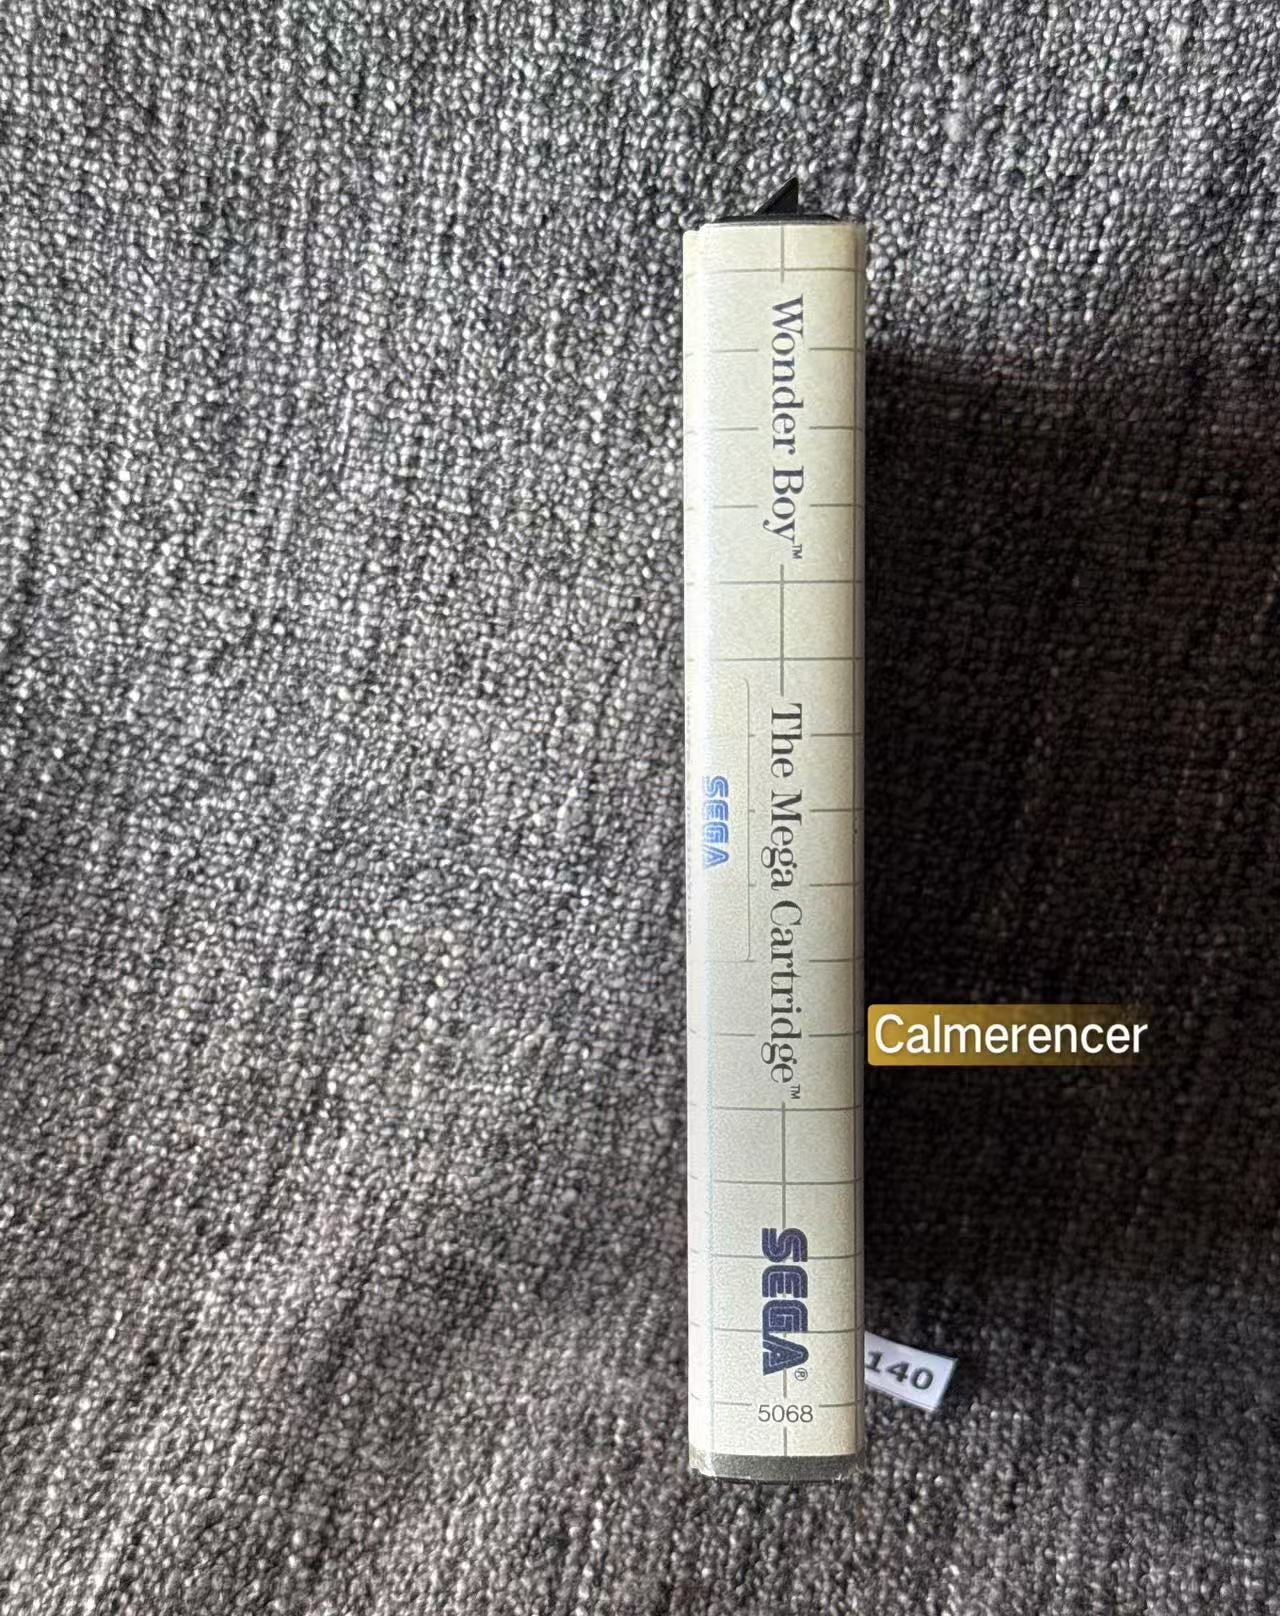 Wonder Boy™
The Mega Cartridge™
SEGA®
5068
SEGA
Calmerencer
140